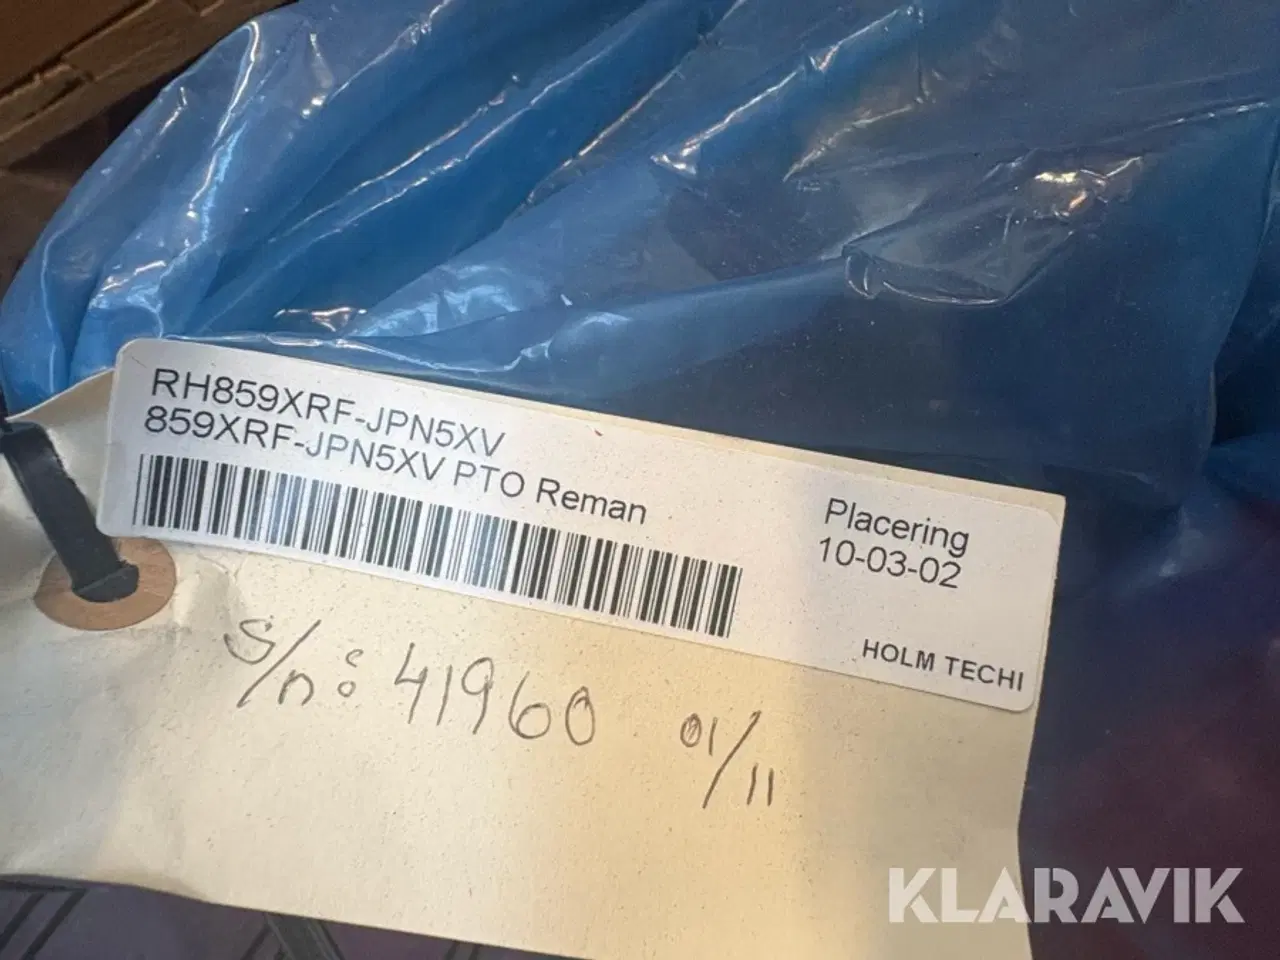 RH859XRF-JPN5XV
859XRF-JPN5XV PTO Reman
Placering
10-03-02
HOLM TECHI
S/n: 41960 01/11
KLARAVIK